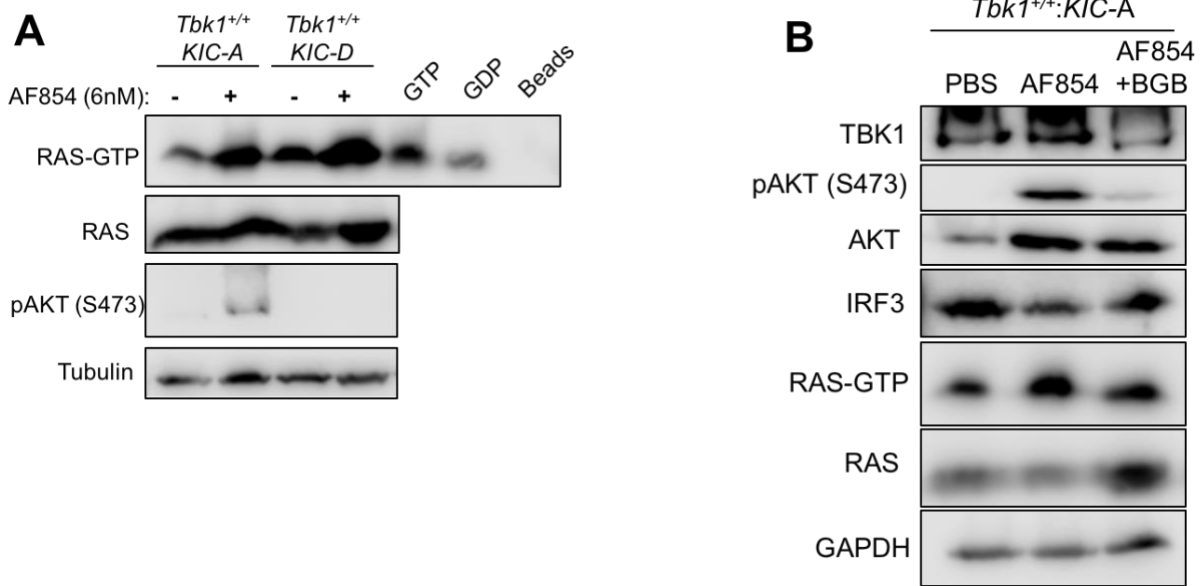 A
Tbk1+/+ Tbk1+/+
KIC-A KIC-D
AF854 (6nM): - + - + GTP GDP Beads
RAS-GTP
RAS
pAKT (S473)
Tubulin
B
Tbk1+/+:KIC-A
PBS AF854 AF854
+BGB
TBK1
pAKT (S473)
AKT
IRF3
RAS-GTP
RAS
GAPDH